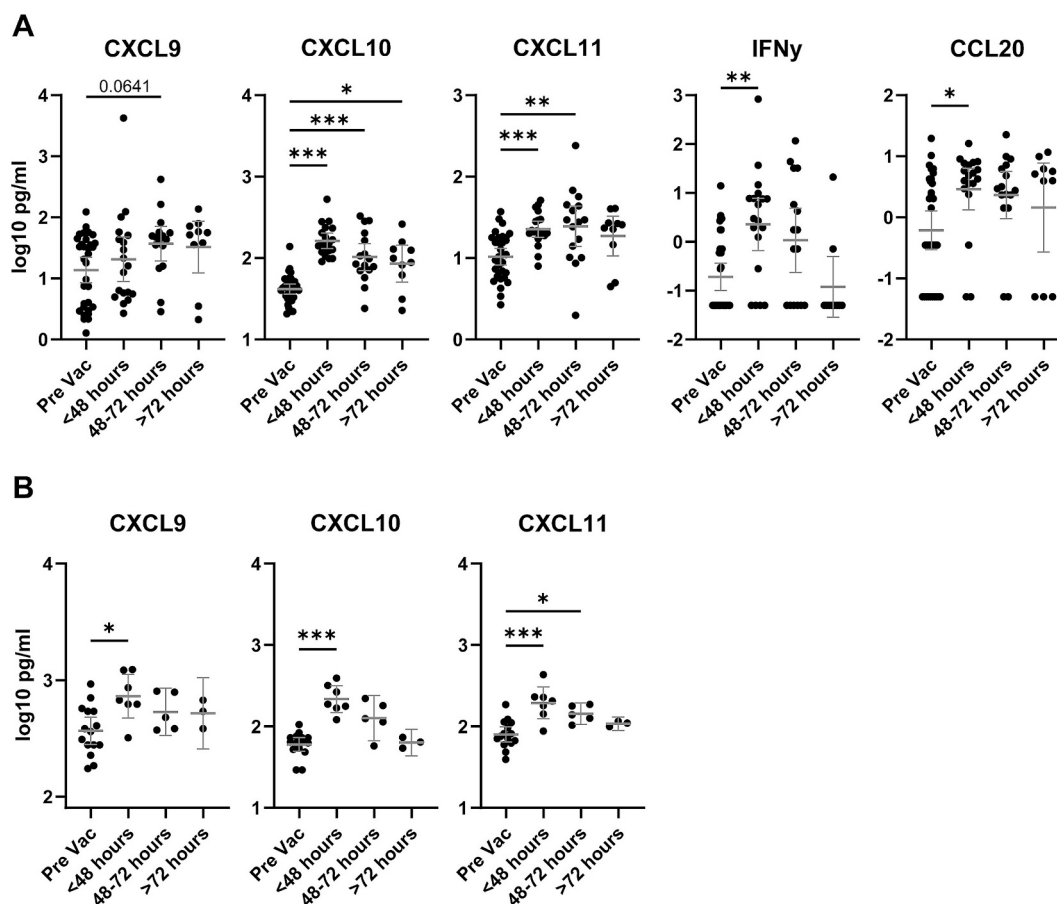 A
CXCL9
CXCL10
CXCL11
IFNy
CCL20
log10 pg/ml
4
3
2
1
0
0.0641
Pre Vac
<48 hours
48-72 hours
>72 hours
4
3
2
1
***
***
*
Pre Vac
<48 hours
48-72 hours
>72 hours
3
2
1
0
***
**
Pre Vac
<48 hours
48-72 hours
>72 hours
3
2
1
0
-1
-2
**
Pre Vac
<48 hours
48-72 hours
>72 hours
2
1
0
-1
-2
*
Pre Vac
<48 hours
48-72 hours
>72 hours
B
CXCL9
CXCL10
CXCL11
log10 pg/ml
4
3
2
*
Pre Vac
<48 hours
48-72 hours
>72 hours
4
3
2
1
***
Pre Vac
<48 hours
48-72 hours
>72 hours
4
3
2
1
*
***
Pre Vac
<48 hours
48-72 hours
>72 hours